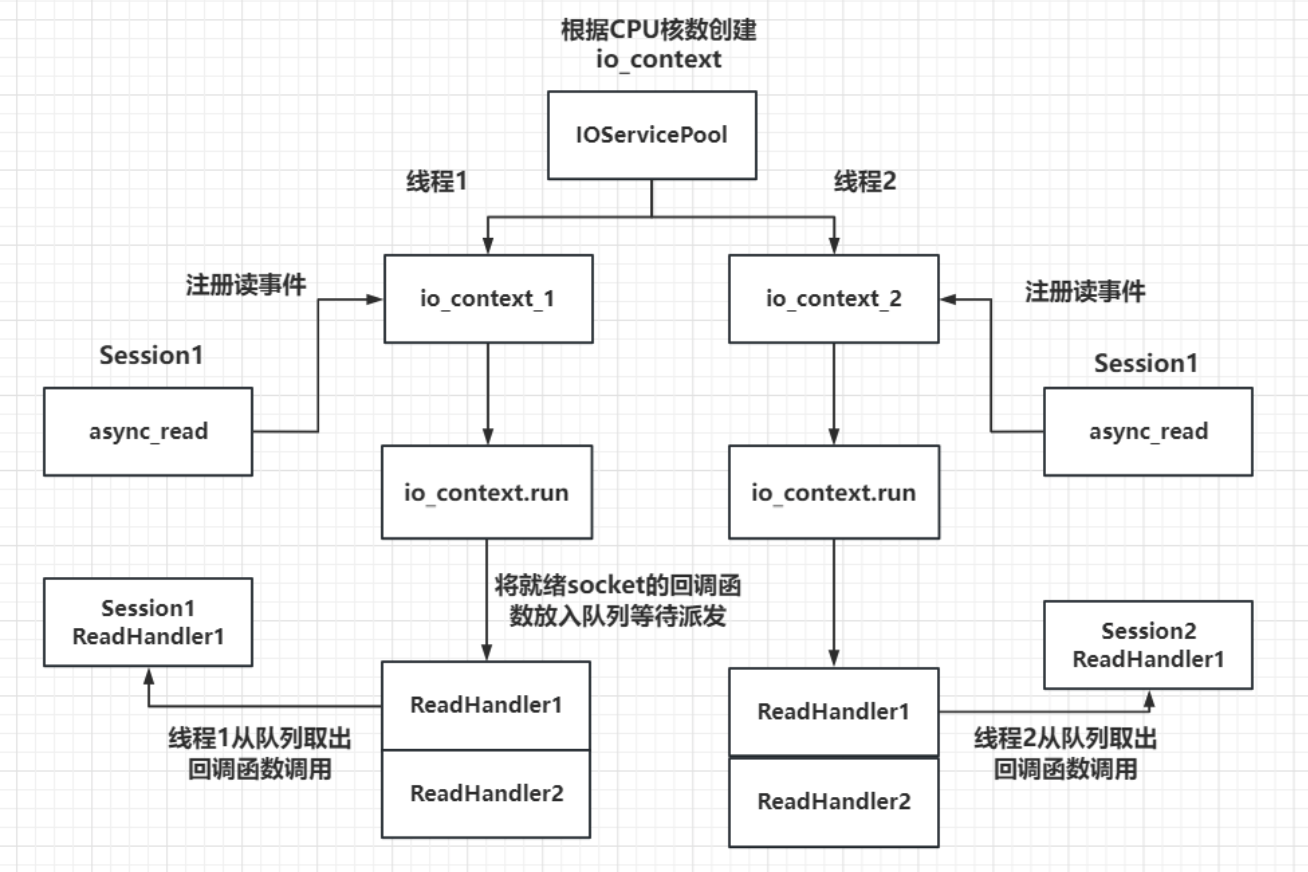 根据CPU核数创建
io_context
IOServicePool
线程1
线程2
注册读事件
io_context_1
io_context_2
注册读事件
Session1
Session1
async_read
async_read
io_context.run
io_context.run
将就绪socket的回调函
数放入队列等待派发
Session1
ReadHandler1
Session2
ReadHandler1
ReadHandler1
ReadHandler1
线程1从队列取出
回调函数调用
线程2从队列取出
回调函数调用
ReadHandler2
ReadHandler2